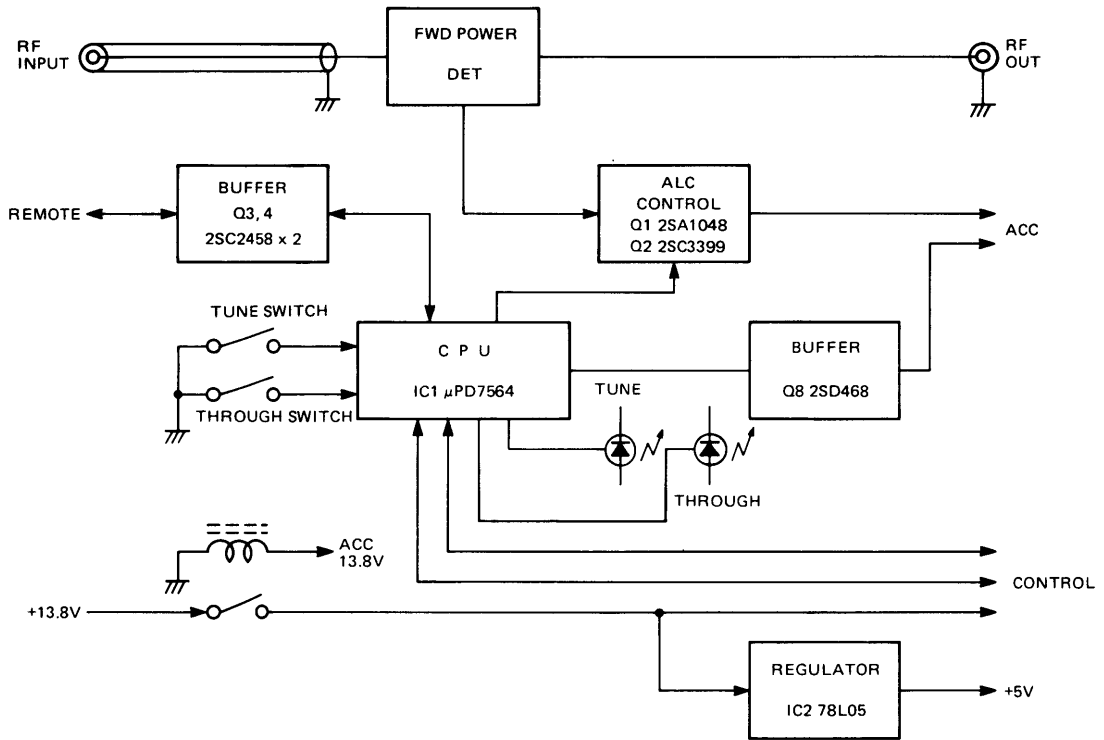 RF
INPUT
FWD POWER
DET
RF
OUT
REMOTE
BUFFER
Q3, 4
2SC2458 x 2
ALC
CONTROL
Q1 2SA1048
Q2 2SC3399
ACC
TUNE SWITCH
THROUGH SWITCH
C P U
IC1 μPD7564
TUNE
THROUGH
BUFFER
Q8 2SD468
ACC
13.8V
CONTROL
+13.8V
REGULATOR
IC2 78L05
+5V